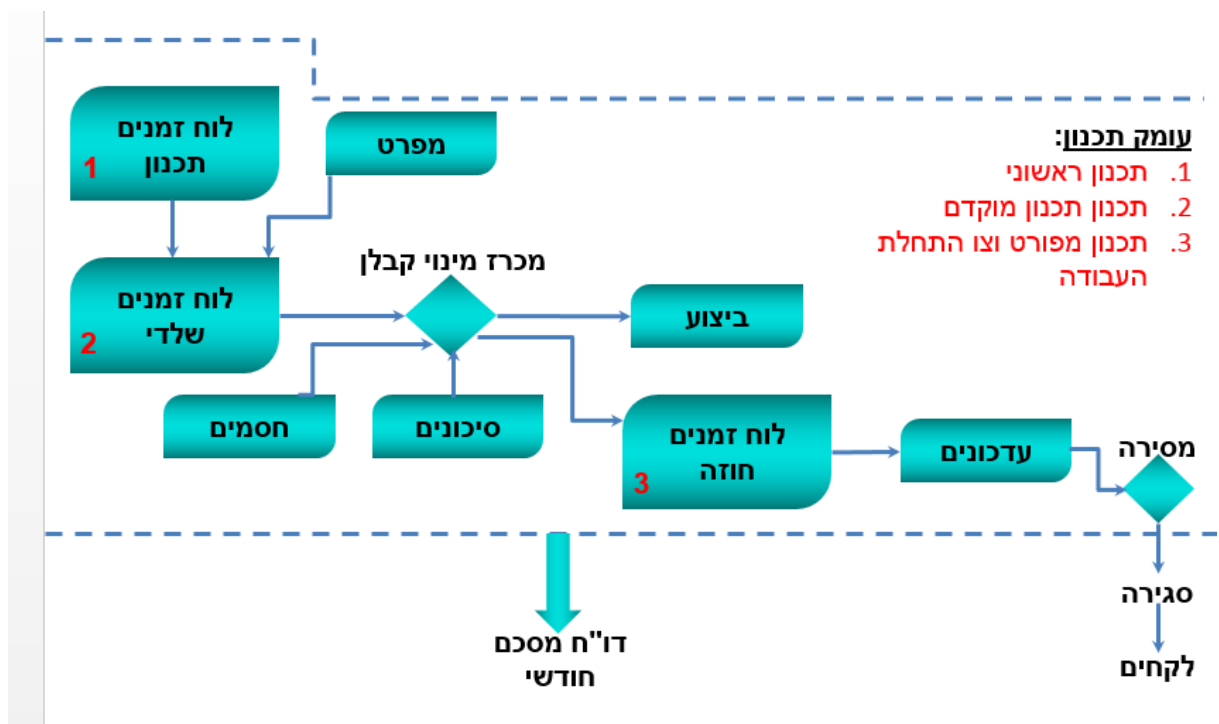 לוח זמנים
תכנון
1
מפרט
עומק תכנון:
1. תכנון ראשוני
2. תכנון תכנון מוקדם
3. תכנון מפורט וצו התחלת
העבודה
לוח זמנים
שלדי
2
מכרז מינוי קבלן
ביצוע
חסמים
סיכונים
לוח זמנים
חוזה
3
עדכונים
מסירה
סגירה
לקחים
דו"ח מסכם
חודשי